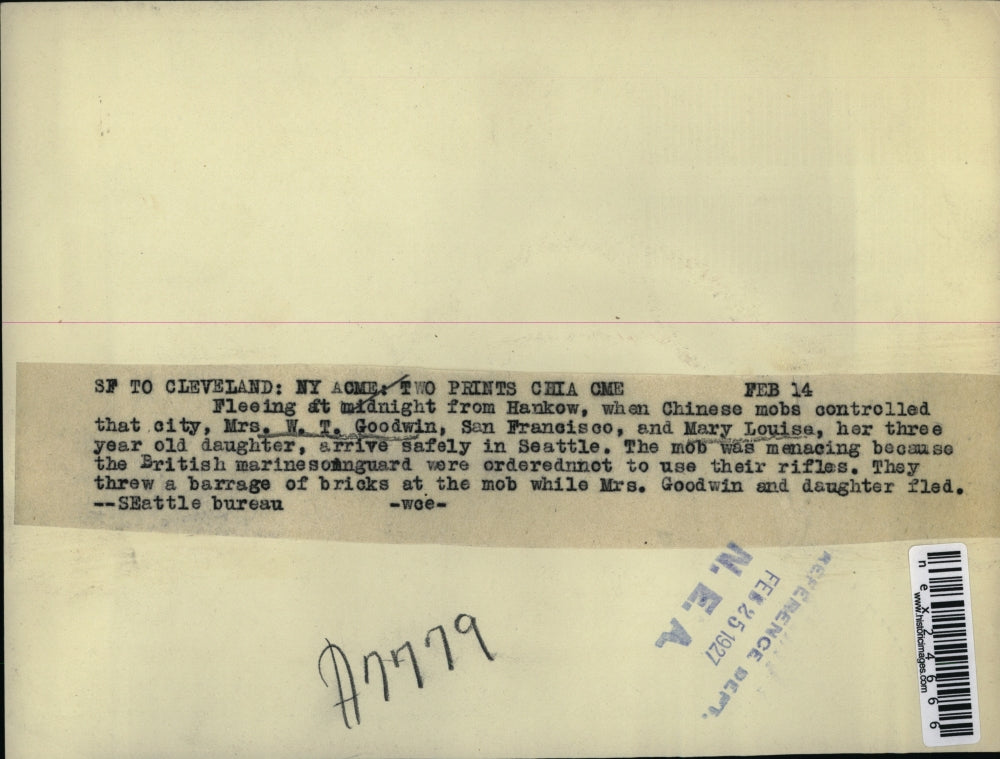 SF TO CLEVELAND: NY ACME: TWO PRINTS CHIA CME FEB 14
Fleeing at midnight from Hankow, when Chinese mobs controlled
that city, Mrs. W. T. Goodwin, San Francisco, and Mary Louise, her three
year old daughter, arrive safely in Seattle. The mob was menacing because
the British marines guard were orderednnot to use their rifles. They
threw a barrage of bricks at the mob while Mrs. Goodwin and daughter fled.
--SEattle bureau -wce-
REFERENCE DEPT.
FEB 25 1927
N. E. A
A7779
www.historicimages.com
nex24666